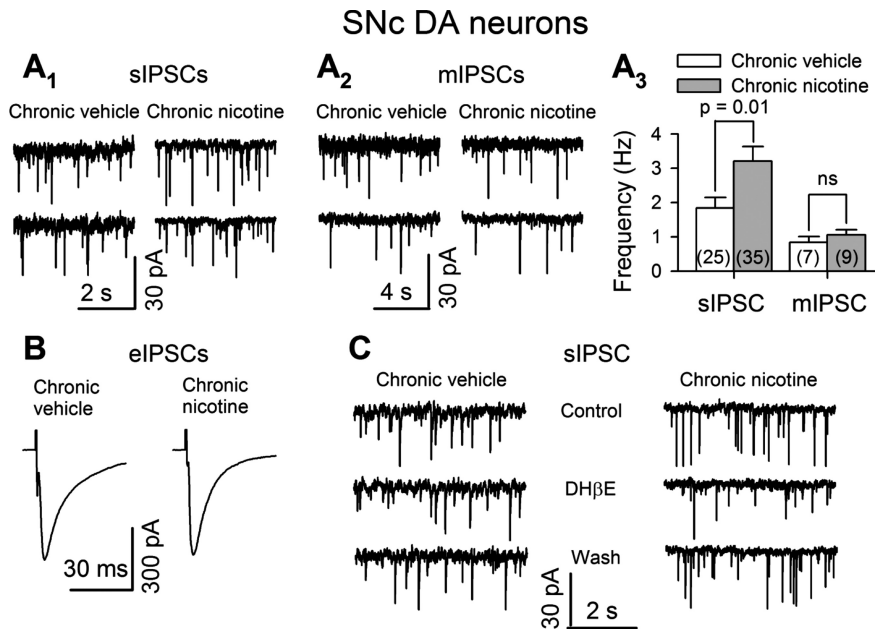 SNc DA neurons
A1 sIPSCs
Chronic vehicle Chronic nicotine
2 s
30 pA
A2 mIPSCs
Chronic vehicle Chronic nicotine
4 s
30 pA
A3
Chronic vehicle
Chronic nicotine
p = 0.01
ns
Frequency (Hz)
4
3
2
1
0
(25) (35) (7) (9)
sIPSC mIPSC
B eIPSCs
Chronic
vehicle
Chronic
nicotine
30 ms
300 pA
C sIPSC
Chronic vehicle Chronic nicotine
Control
DHβE
Wash
30 pA
2 s